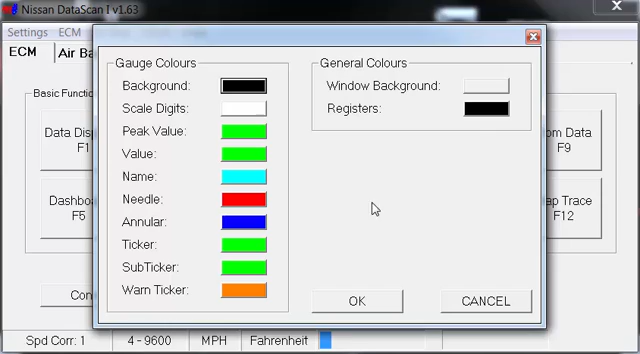 Nissan DataScan I v1.63
Settings ECM
ECM Air Ba
Basic Function
Data Disp
F1
Dashboa
F5
Con
Gauge Colours
Background:
Scale Digits:
Peak Value:
Value:
Name:
Needle:
Annular:
Ticker:
SubTicker:
Warn Ticker:
General Colours
Window Background:
Registers:
OK
CANCEL
om Data
F9
ap Trace
F12
Spd Corr: 1 4 - 9600 MPH Fahrenheit